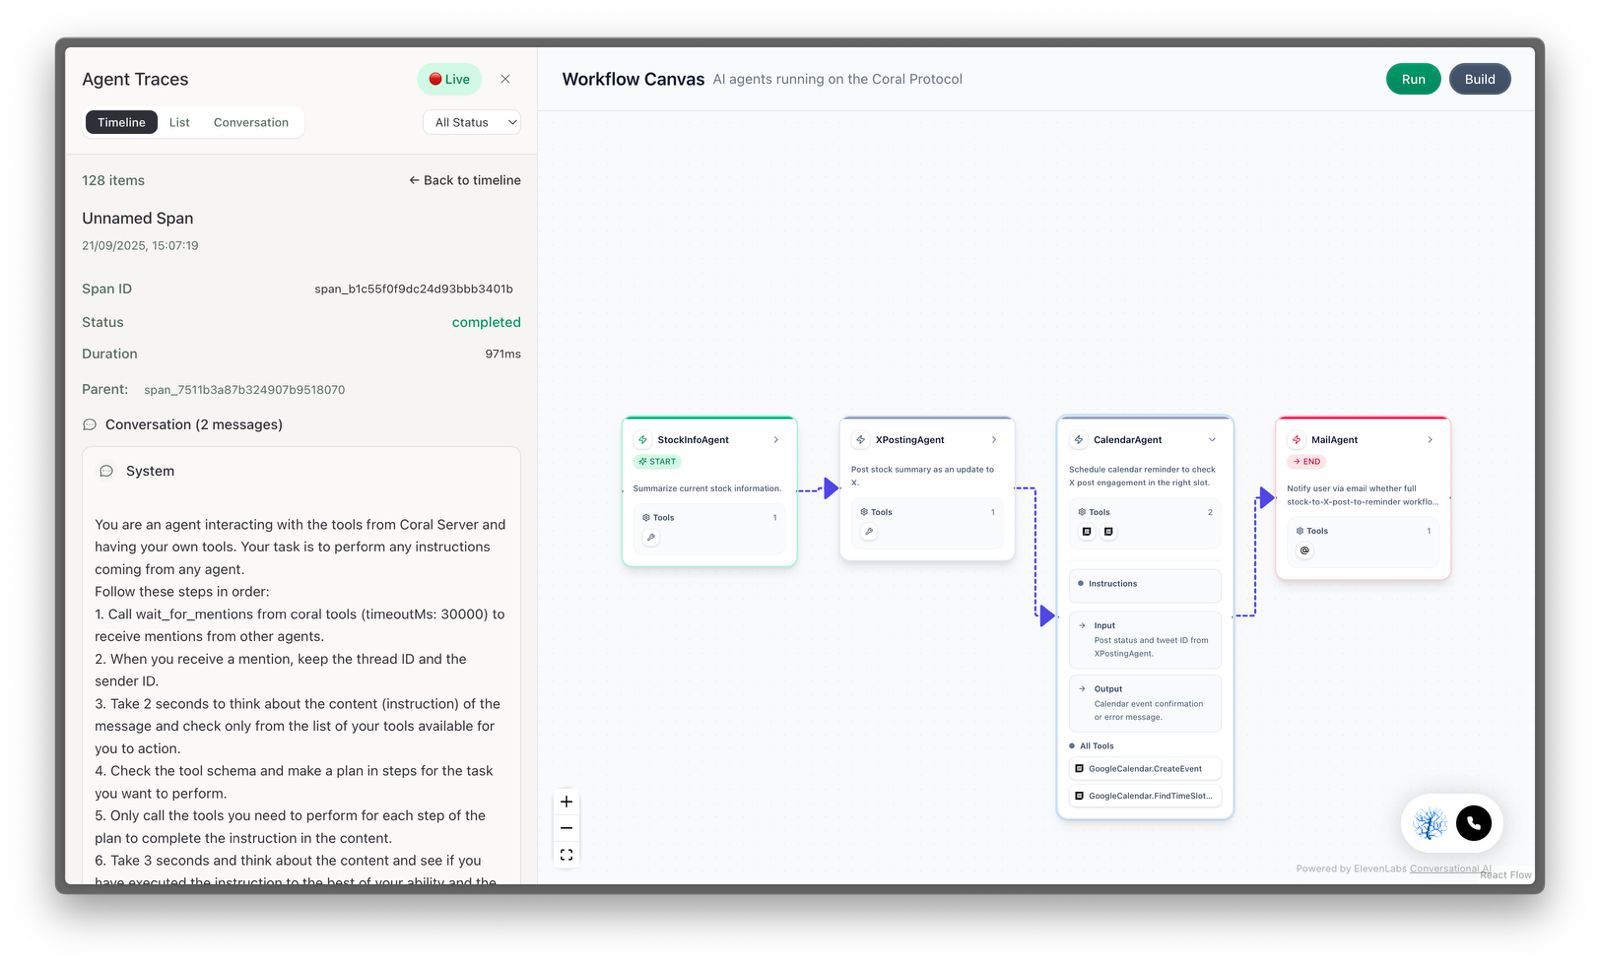 Agent Traces
Live
Timeline
List
Conversation
All Status
128 items
← Back to timeline
Unnamed Span
21/09/2025, 15:07:19
Span ID
span_b1c55f0f9dc24d93bbb3401b
Status
completed
Duration
971ms
Parent:
span_7511b3a87b324907b9518070
Conversation (2 messages)
System
You are an agent interacting with the tools from Coral Server and
having your own tools. Your task is to perform any instructions
coming from any agent.
Follow these steps in order:
1. Call wait_for_mentions from coral tools (timeoutMs: 30000) to
receive mentions from other agents.
2. When you receive a mention, keep the thread ID and the
sender ID.
3. Take 2 seconds to think about the content (instruction) of the
message and check only from the list of your tools available for
you to action.
4. Check the tool schema and make a plan in steps for the task
you want to perform.
5. Only call the tools you need to perform for each step of the
plan to complete the instruction in the content.
6. Take 3 seconds and think about the content and see if you
have executed the instruction to the best of your ability and the
Workflow Canvas
AI agents running on the Coral Protocol
Run
Build
StockInfoAgent
START
Summarize current stock information.
Tools
1
XPostingAgent
Post stock summary as an update to
X.
Tools
1
CalendarAgent
Schedule calendar reminder to check
X post engagement in the right slot.
Tools
2
Instructions
Input
Post status and tweet ID from
XPostingAgent.
Output
Calendar event confirmation
or error message.
All Tools
GoogleCalendar.CreateEvent
GoogleCalendar.FindTimeSlot...
MailAgent
→ END
Notify user via email whether full
stock-to-X-post-to-reminder workflo...
Tools
1
Powered by ElevenLabs Conversational AI
React Flow